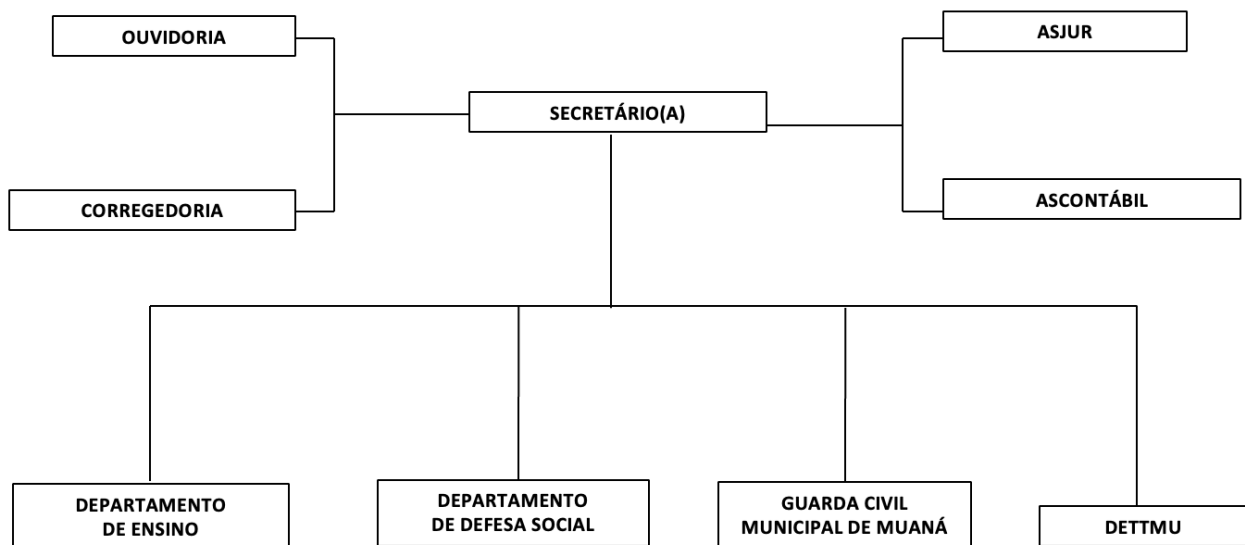 OUVIDORIA
ASJUR
SECRETÁRIO(A)
CORREGEDORIA
ASCONTÁBIL
DEPARTAMENTO
DE ENSINO
DEPARTAMENTO
DE DEFESA SOCIAL
GUARDA CIVIL
MUNICIPAL DE MUANÁ
DETTMU